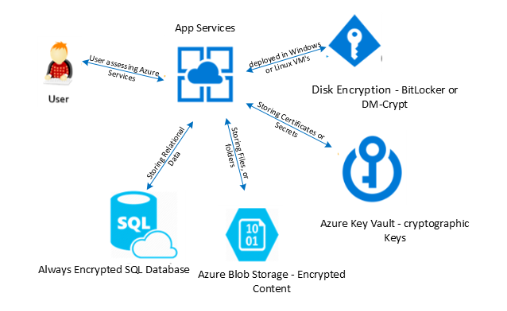 App Services
User assessing Azure
Services
User
deployed in Windows
or Linux VM's
Disk Encryption - BitLocker or
DM-Crypt
Storing Certificates or
Secrets
Storing Relational
Data
Storing Files, or
folders
Azure Key Vault - cryptographic
Keys
SQL
Always Encrypted SQL Database
10
01
Azure Blob Storage - Encrypted
Content